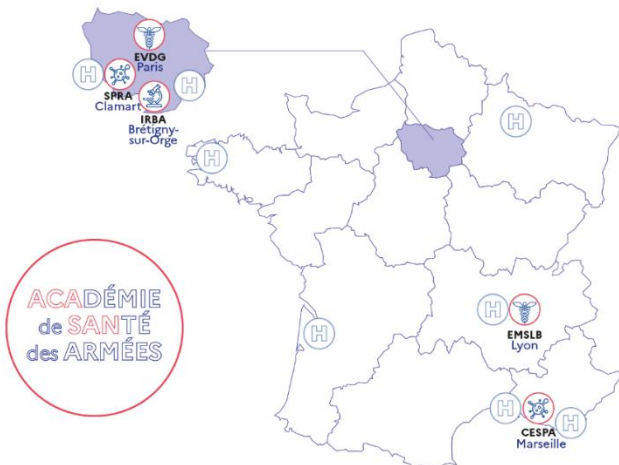 EVDG
Paris
H
H
SPRA
Clamart
IRBA
Brétigny-
sur-Orge
H
H
ACADÉMIE
de SANTÉ
des ARMÉES
H
H
EMSLB
Lyon
H
H
CESPA
Marseille